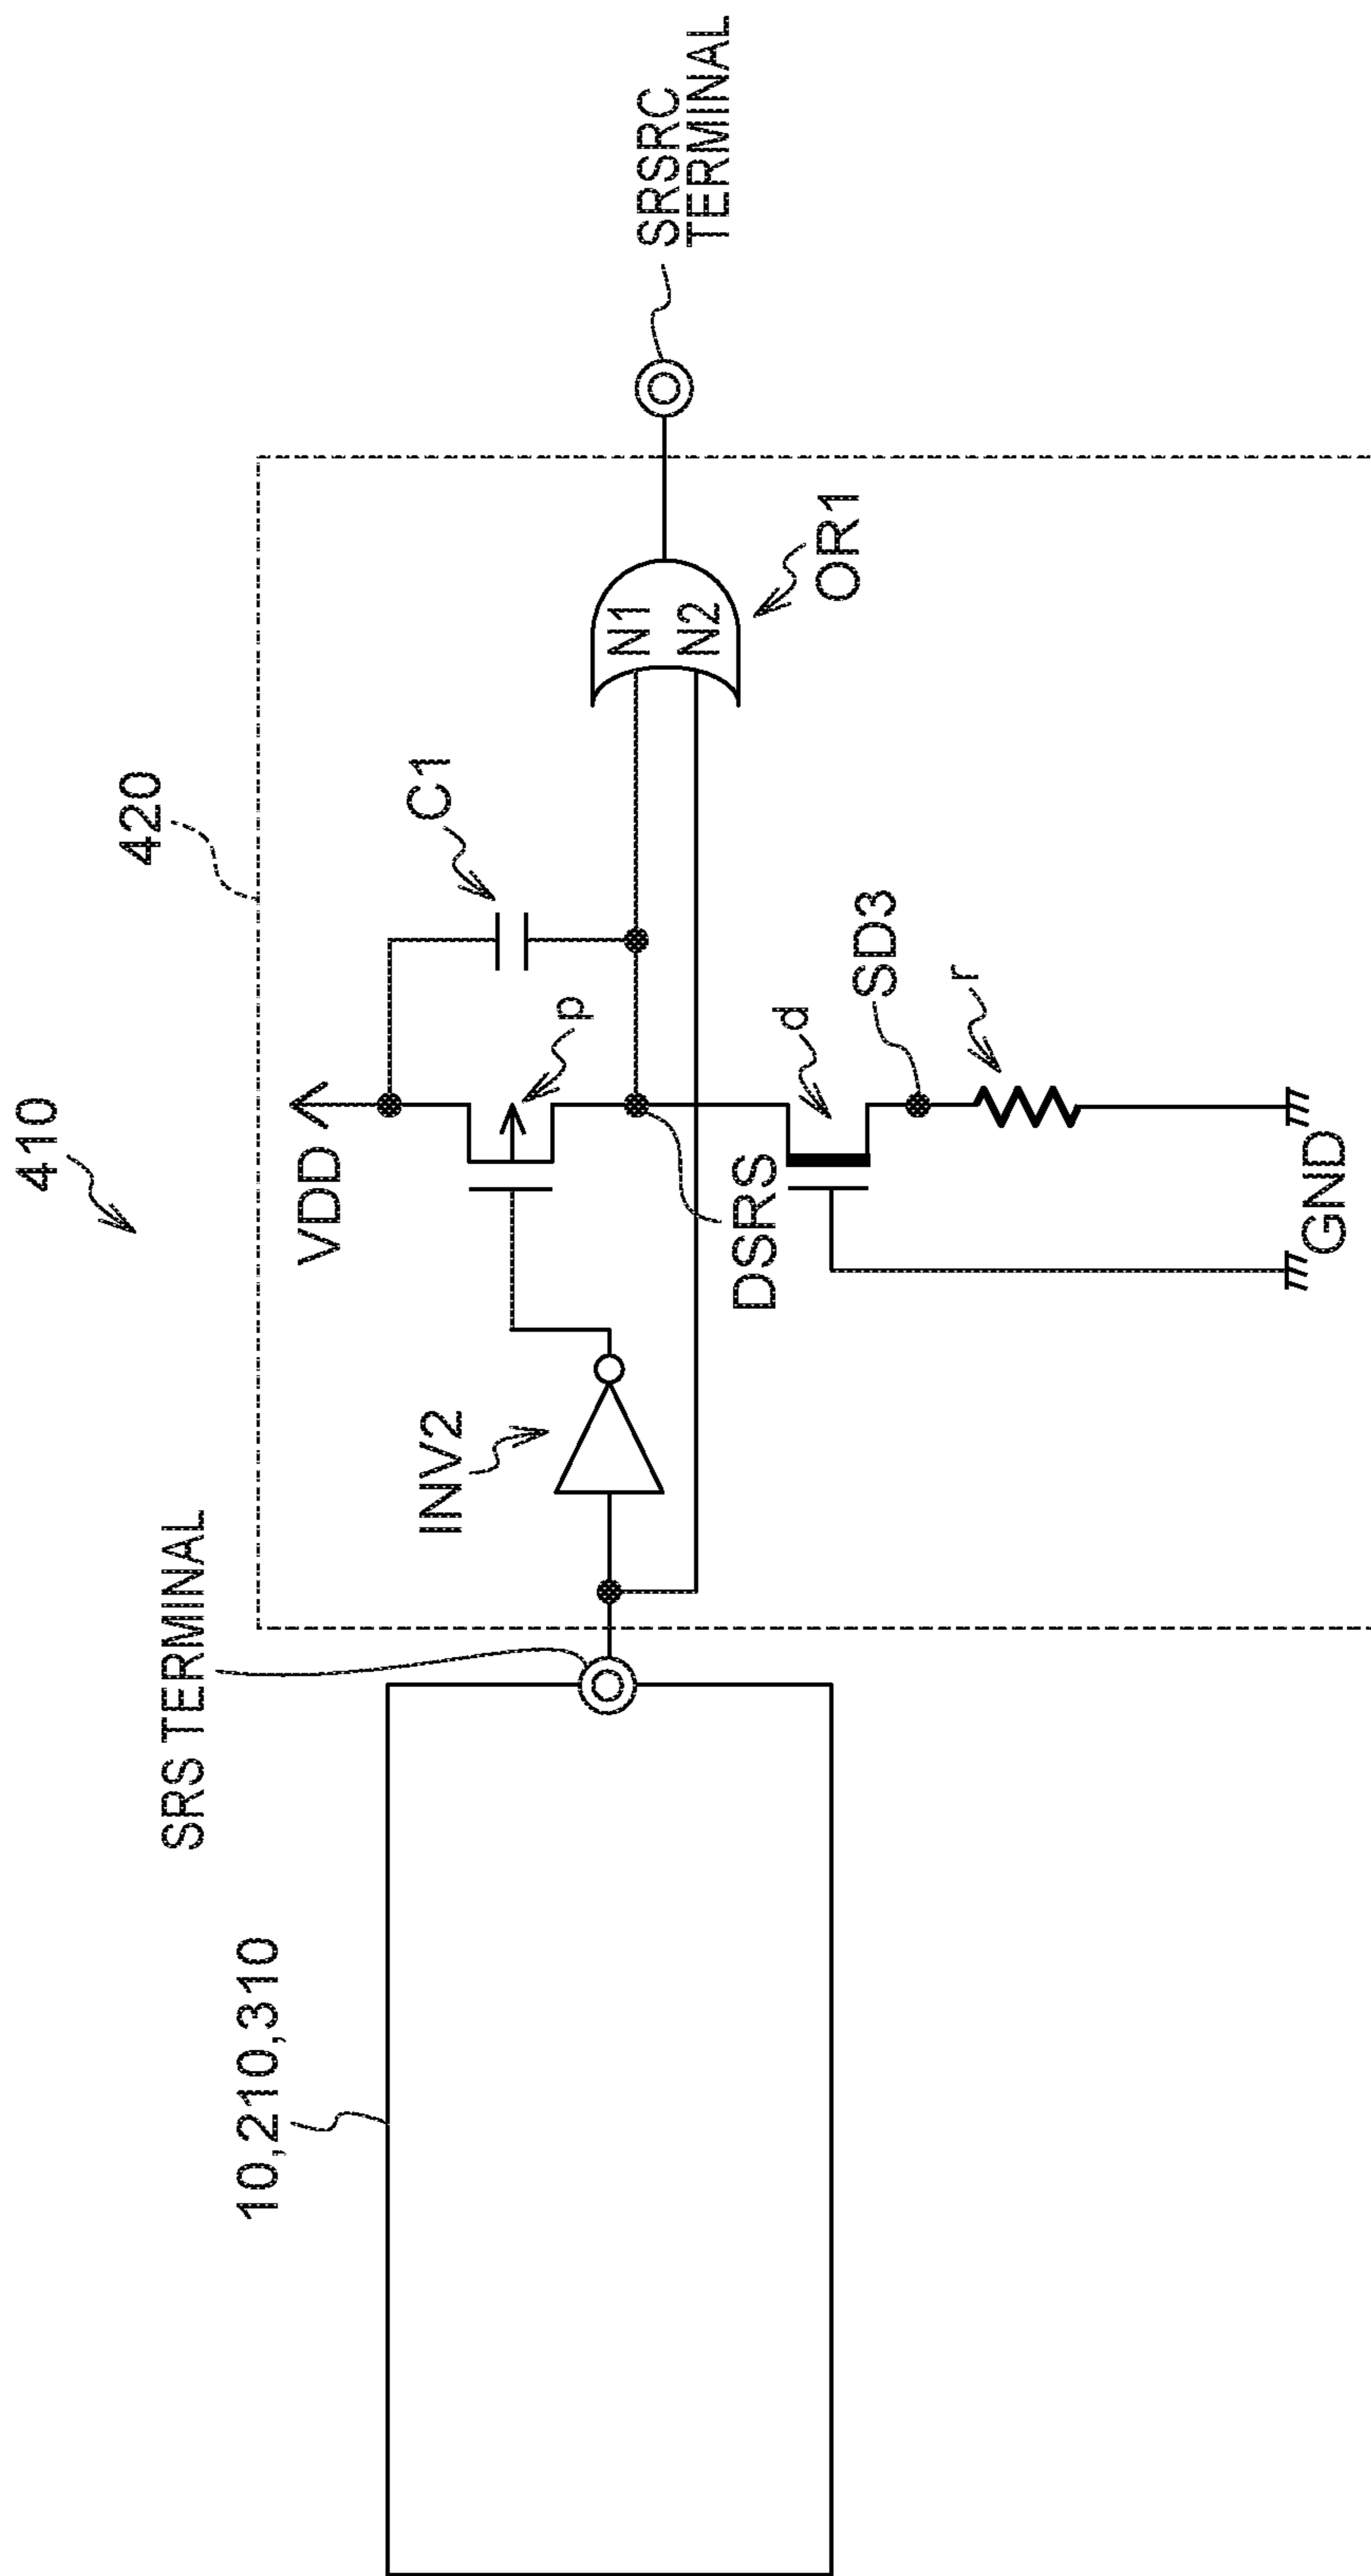 410
420
SRS TERMINAL
10,210,310
VDD
C1
p
INV2
N1
N2
OR1
SRSRC
TERMINAL
DSRS
d
SD3
r
GND